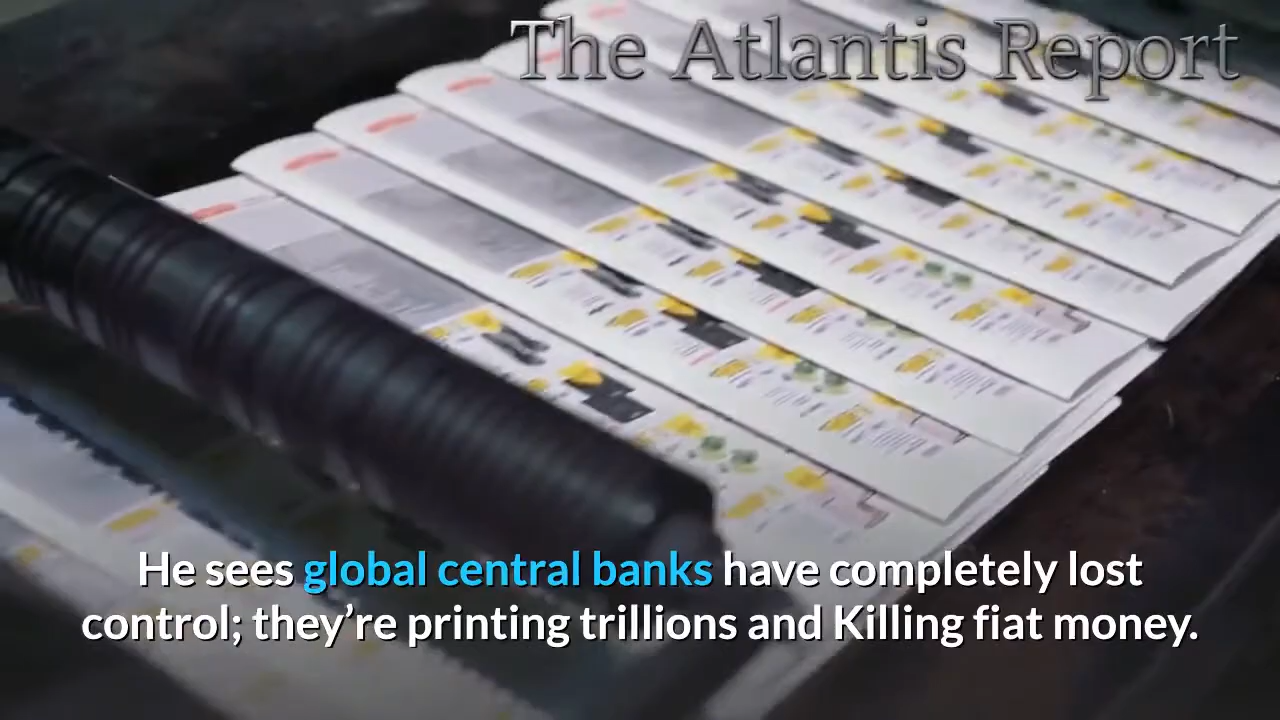 The Atlantis Report
He sees global central banks have completely lost
control; they’re printing trillions and Killing fiat money.